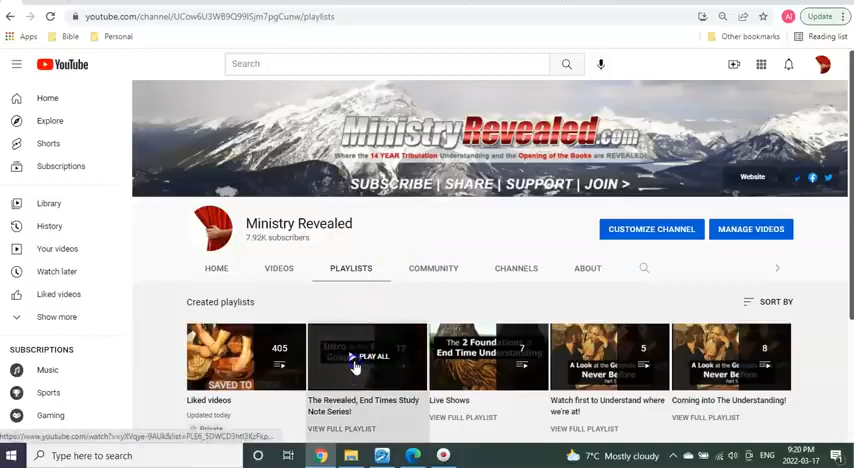 youtube.com/channel/UCow6U3W89Q99ISjm7pgCunw/playlists
Update
Apps Bible Personal Other bookmarks Reading list
YouTube Search
Home
Explore
Shorts
Subscriptions
Library
History
Your videos
Watch later
Liked videos
Show more
SUBSCRIPTIONS
Music
Sports
Gaming
MinistryRevealed.com
Where the 14 YEAR Tribulation Understanding and the Opening of the Books are REVEALED!
SUBSCRIBE | SHARE | SUPPORT | JOIN >
Website
Ministry Revealed
7.92K subscribers
CUSTOMIZE CHANNEL MANAGE VIDEOS
HOME VIDEOS PLAYLISTS COMMUNITY CHANNELS ABOUT
Created playlists SORT BY
SAVED TO
405
PLAY ALL
12
The 2 Foundations
End Time Understanding
7
A Look at the
Never Before
5
A Look at the
Never Before
8
Liked videos
Updated today
Private
The Revealed, End Times Study
Note Series!
VIEW FULL PLAYLIST
Live Shows
VIEW FULL PLAYLIST
Watch first to Understand where
we're at!
VIEW FULL PLAYLIST
Coming into The Understanding!
VIEW FULL PLAYLIST
Type here to search
7°C Mostly cloudy
ENG
9:20 PM
2022-03-17